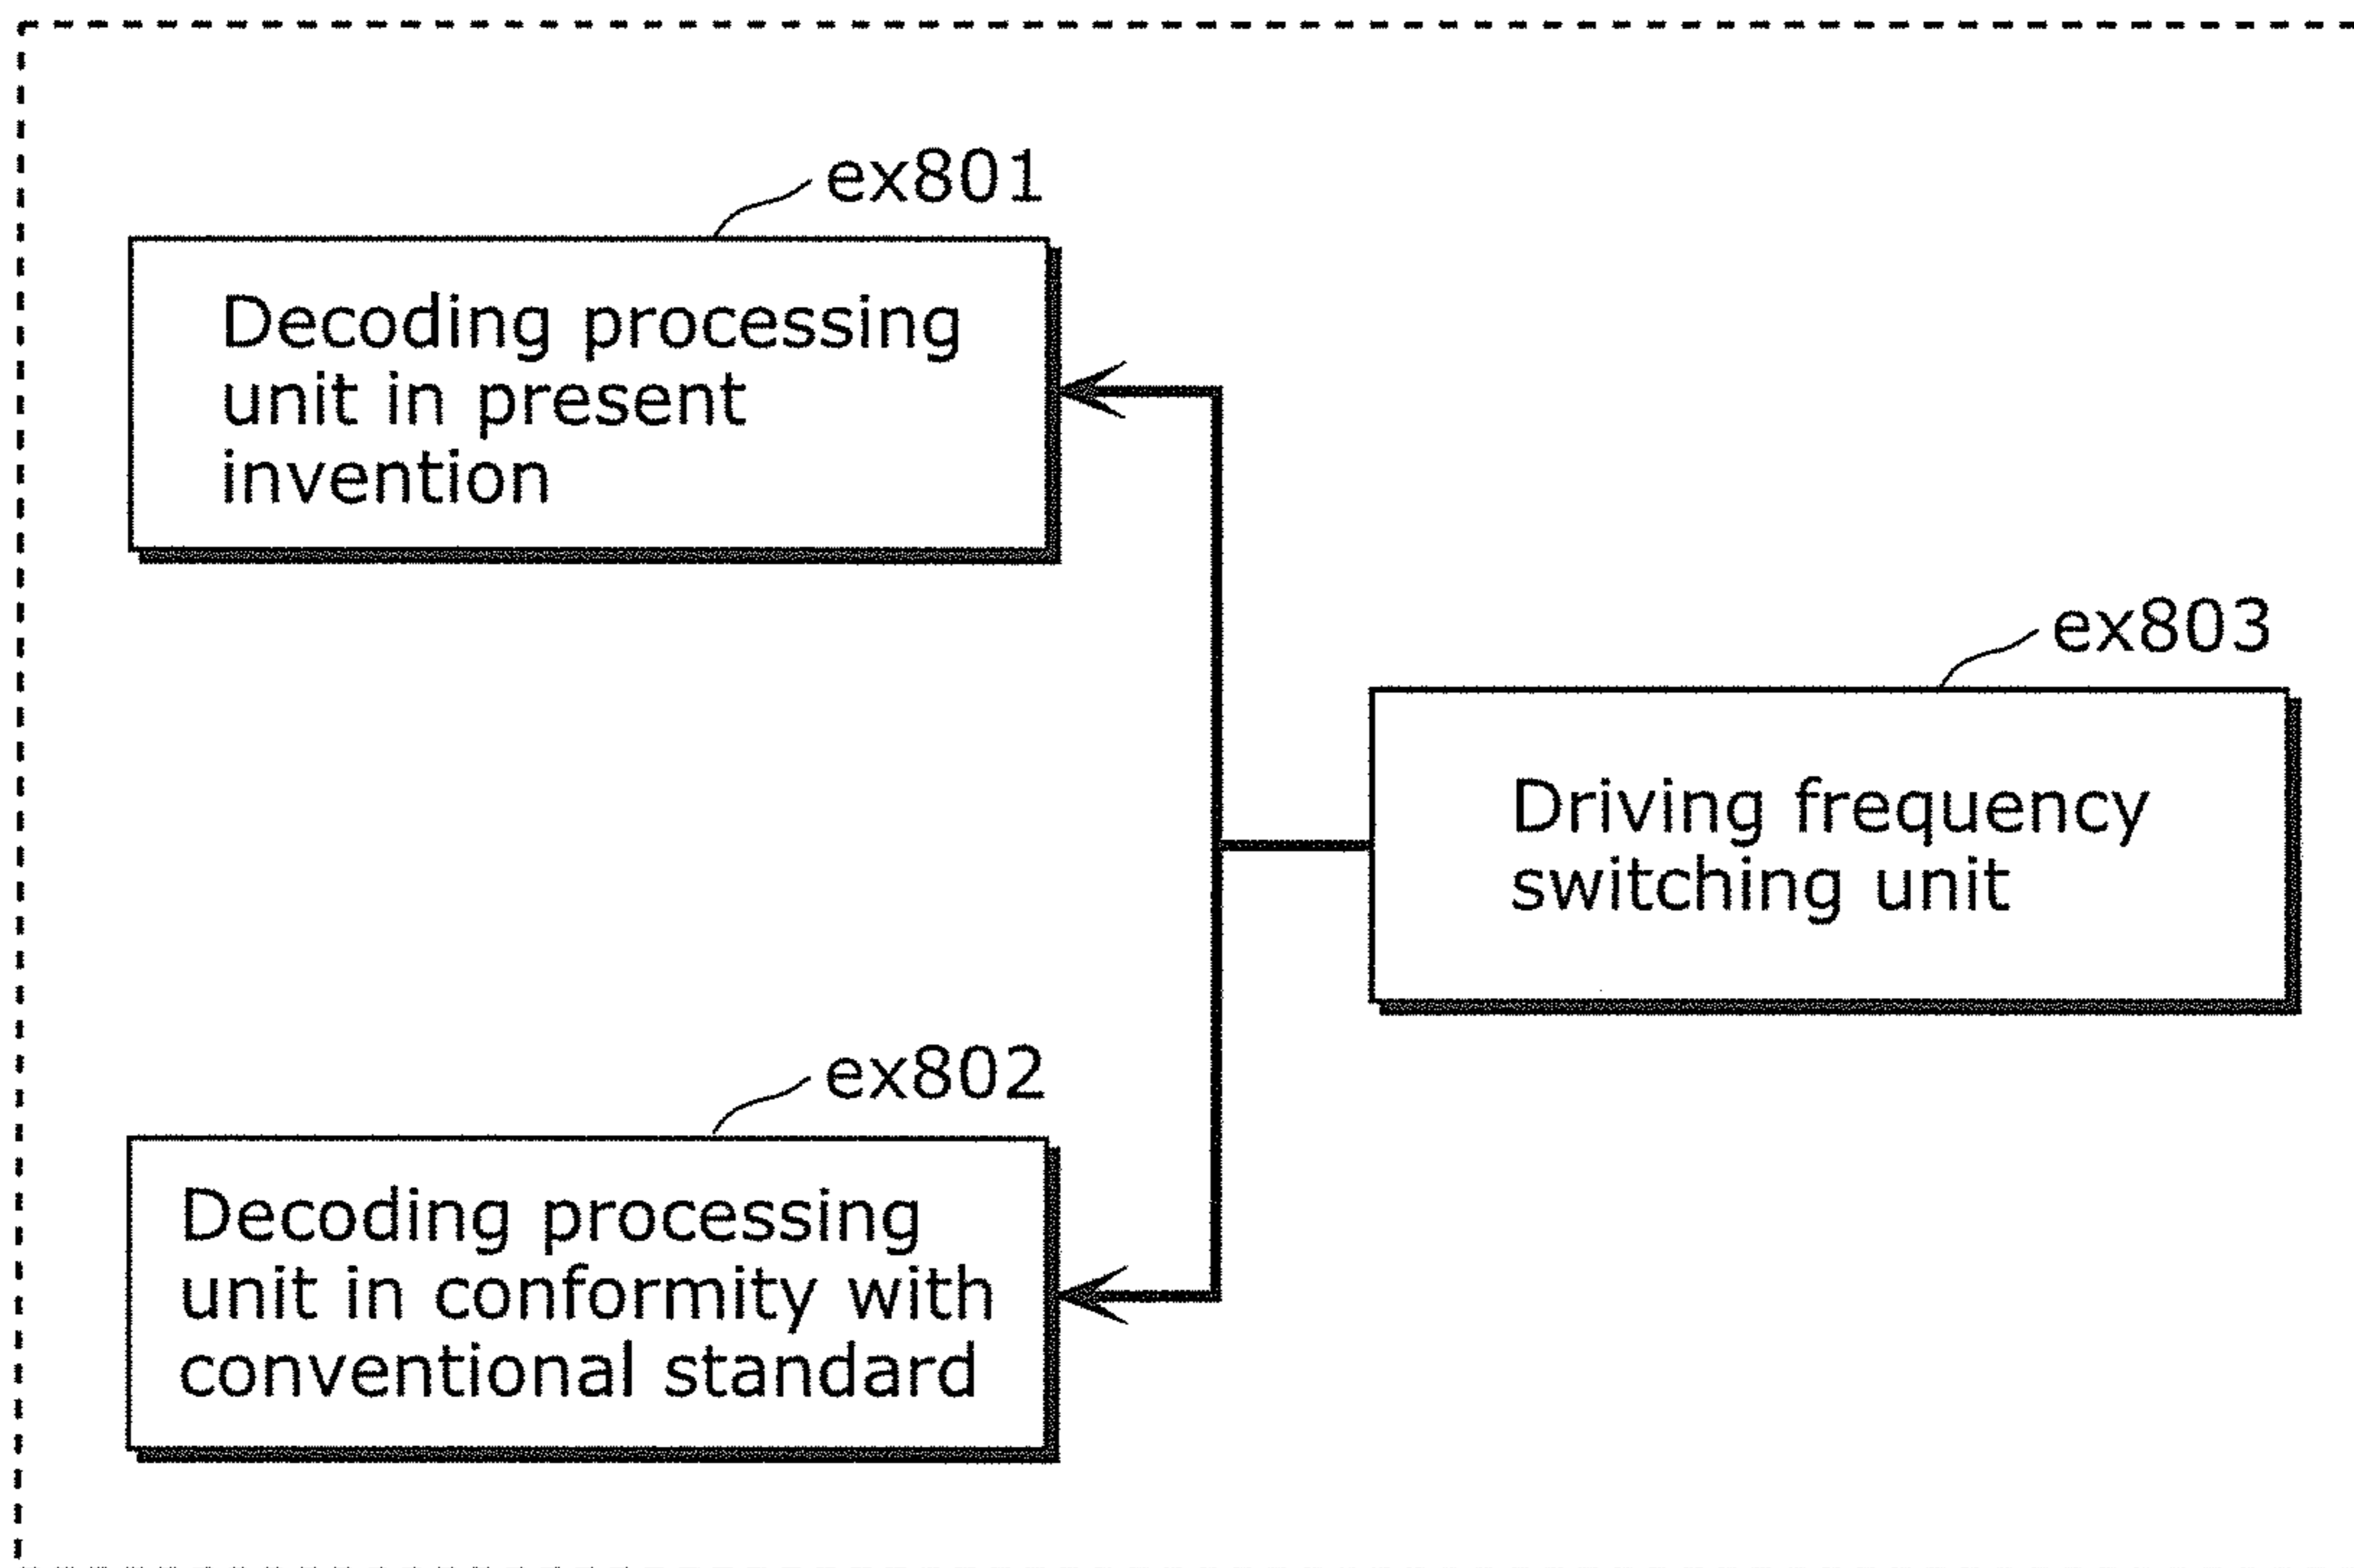 ex801
Decoding processing
unit in present
invention
ex803
Driving frequency
switching unit
ex802
Decoding processing
unit in conformity with
conventional standard